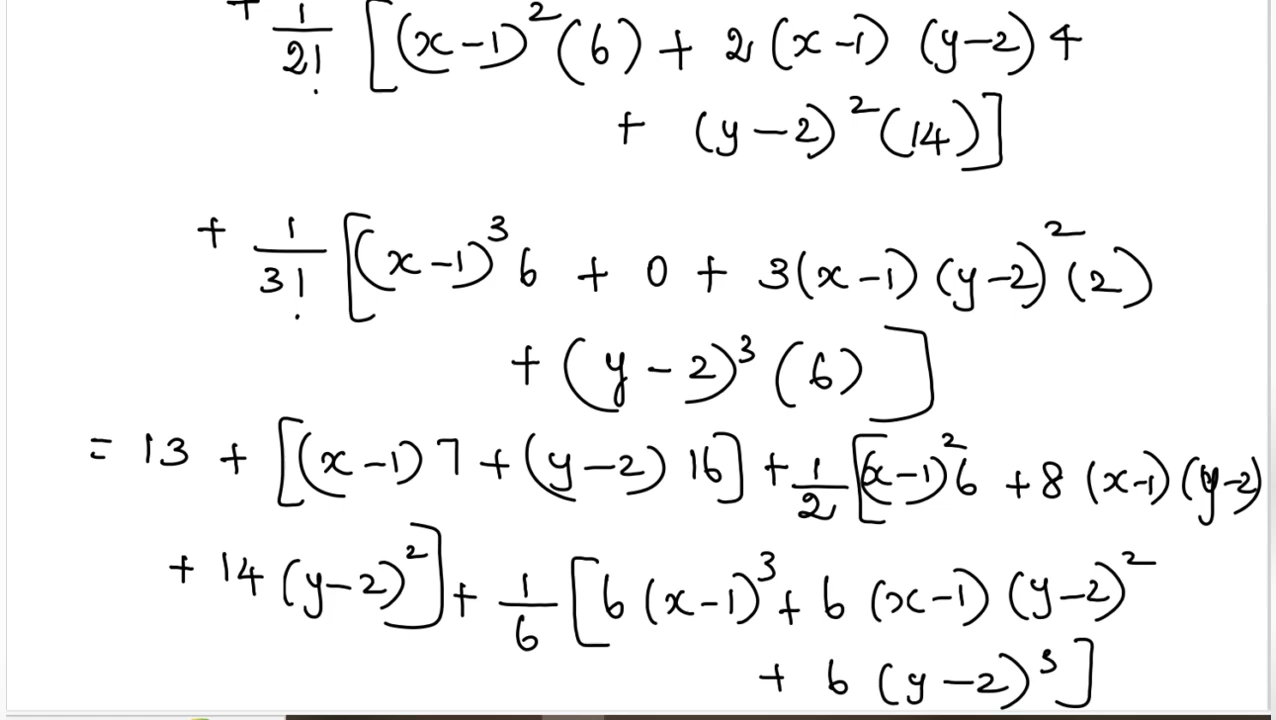 + 1/2! [(x-1)²(6) + 2(x-1)(y-2)4
+ (y-2)²(14)]
+ 1/3! [(x-1)³6 + 0 + 3(x-1)(y-2)²(2)
+ (y-2)³(6)]
= 13 + [(x-1)7 + (y-2)16] + 1/2 [(x-1)²6 + 8(x-1)(y-2)
+ 14(y-2)²] + 1/6 [6(x-1)³ + 6(x-1)(y-2)²
+ 6(y-2)³]